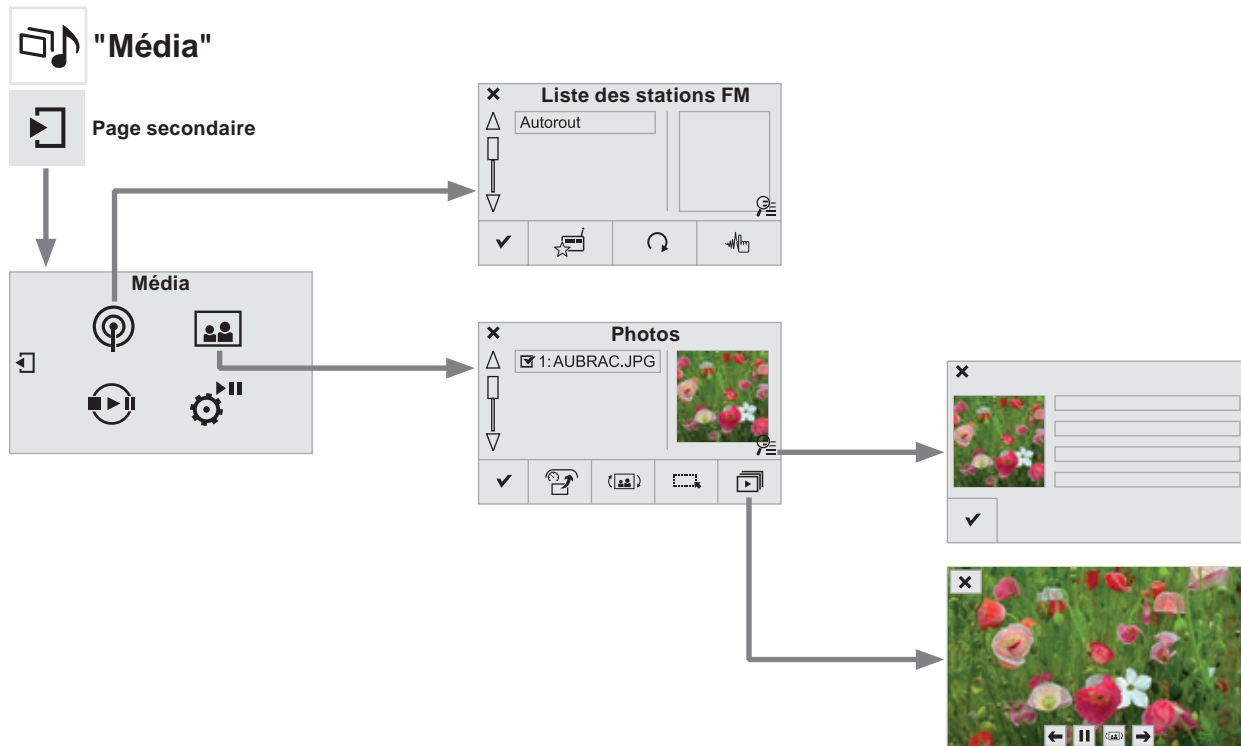 "Média"
Page secondaire
Liste des stations FM
Autorout
Média
Photos
1: AUBRAC.JPG